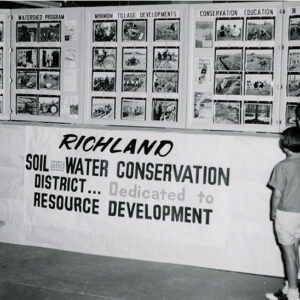 WATERSHED PROGRAM
MINIMUM TILLAGE DEVELOPMENTS
CONSERVATION EDUCATION
RICHLAND
SOIL and WATER CONSERVATION
DISTRICT... Dedicated to
RESOURCE DEVELOPMENT